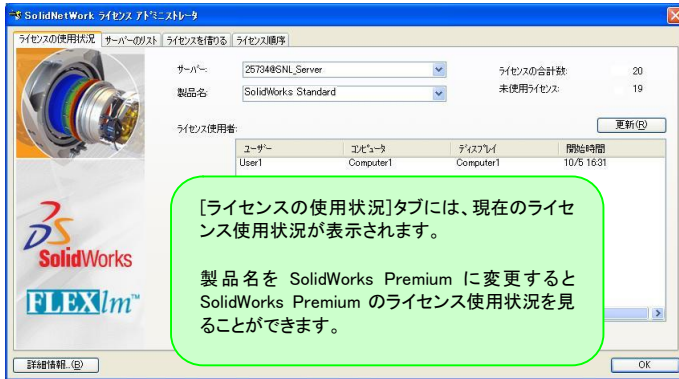 SolidNetWork ライセンス アドミニストレータ
ライセンスの使用状況 サーバーのリスト ライセンスを借りる ライセンス順序
サーバー: 25734@SNL_Server ライセンスの合計数: 20
製品名: SolidWorks Standard 未使用ライセンス: 19
ライセンス使用者: 更新(R)
ユーザー コンピュータ ディスプレイ 開始時間
User1 Computer1 Computer1 10/5 16:31
[ライセンスの使用状況]タブには、現在のライセ
ンス使用状況が表示されます。
製品名を SolidWorks Premium に変更すると
SolidWorks Premium のライセンス使用状況を見
ることができます。
DS
SolidWorks
FLEXlm™
詳細情報...(B) OK